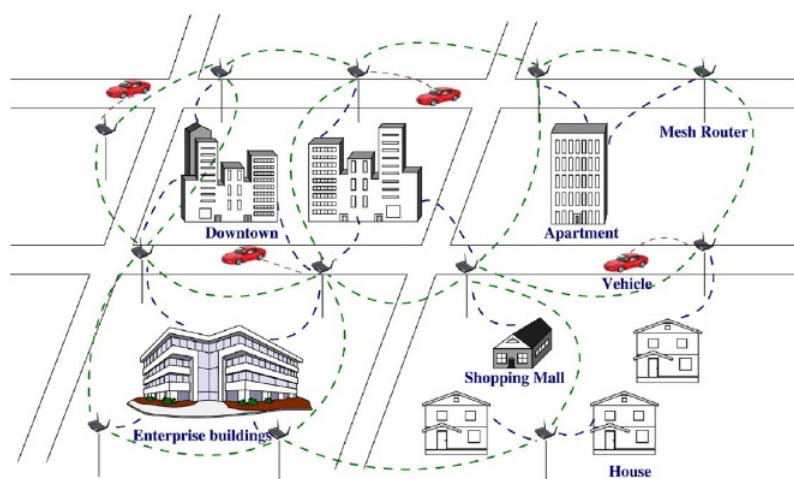 Mesh Router
Downtown
Apartment
Vehicle
Shopping Mall
Enterprise buildings
House